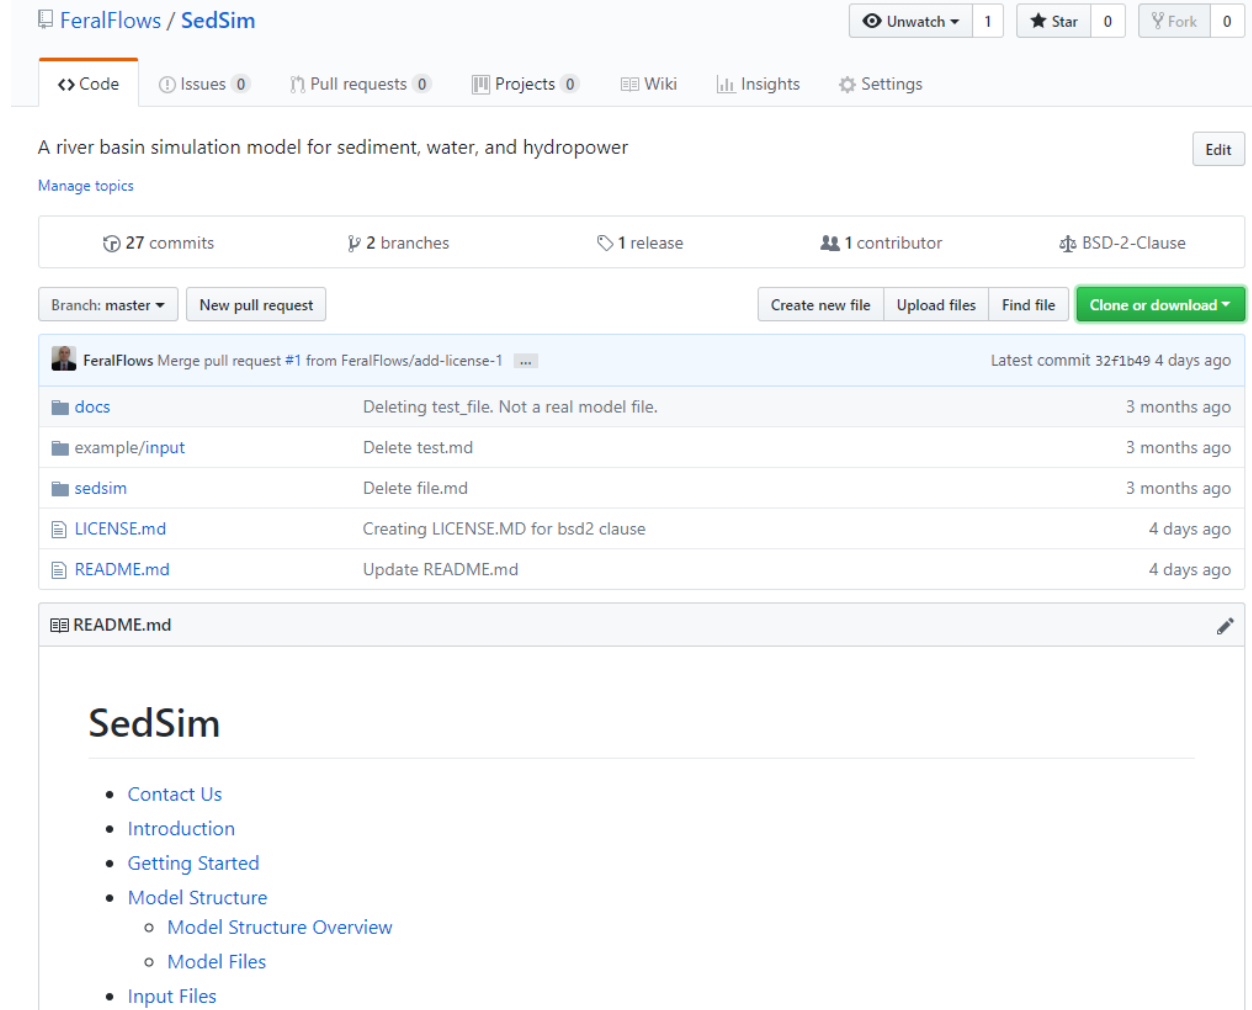 FeralFlows / SedSim Unwatch 1 Star 0 Fork 0
Code Issues 0 Pull requests 0 Projects 0 Wiki Insights Settings
A river basin simulation model for sediment, water, and hydropower Edit
Manage topics
27 commits 2 branches 1 release 1 contributor BSD-2-Clause
Branch: master New pull request Create new file Upload files Find file Clone or download
FeralFlows Merge pull request #1 from FeralFlows/add-license-1 ... Latest commit 32f1b49 4 days ago
docs Deleting test_file. Not a real model file. 3 months ago
example/input Delete test.md 3 months ago
sedsim Delete file.md 3 months ago
LICENSE.md Creating LICENSE.MD for bsd2 clause 4 days ago
README.md Update README.md 4 days ago
README.md
SedSim
Contact Us
Introduction
Getting Started
Model Structure
Model Structure Overview
Model Files
Input Files